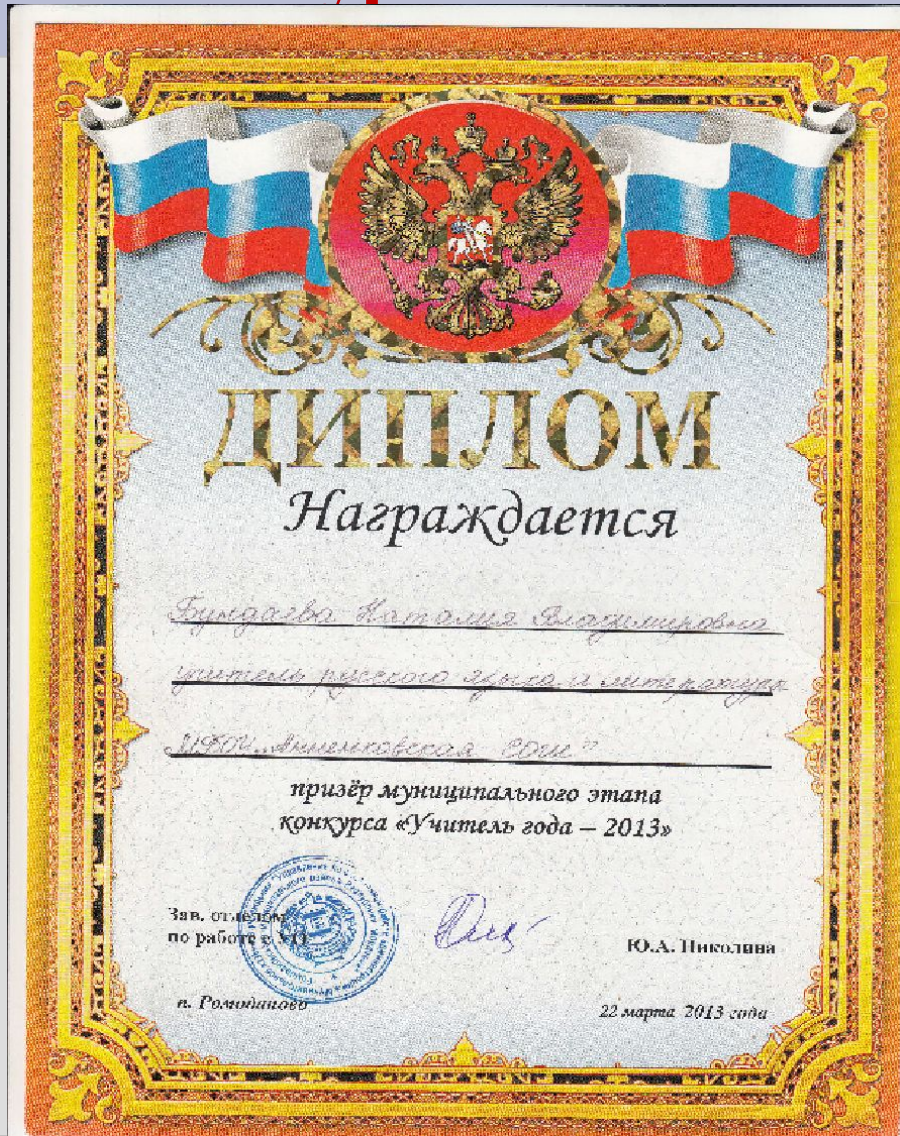 ДИПЛОМ
Награждается
Бундаева Наталия Владимировна
учитель русского языка и литературы
МБОУ „Анненковская СОШ"
призёр муниципального этапа
конкурса «Учитель года – 2013»
Зав. отделом
по работе с
Ю.А. Николина
п. Ромоданово
22 марта 2013 года